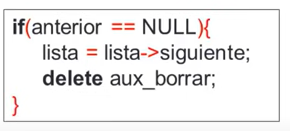 if(anterior == NULL){
lista = lista->siguiente;
delete aux_borrar;
}